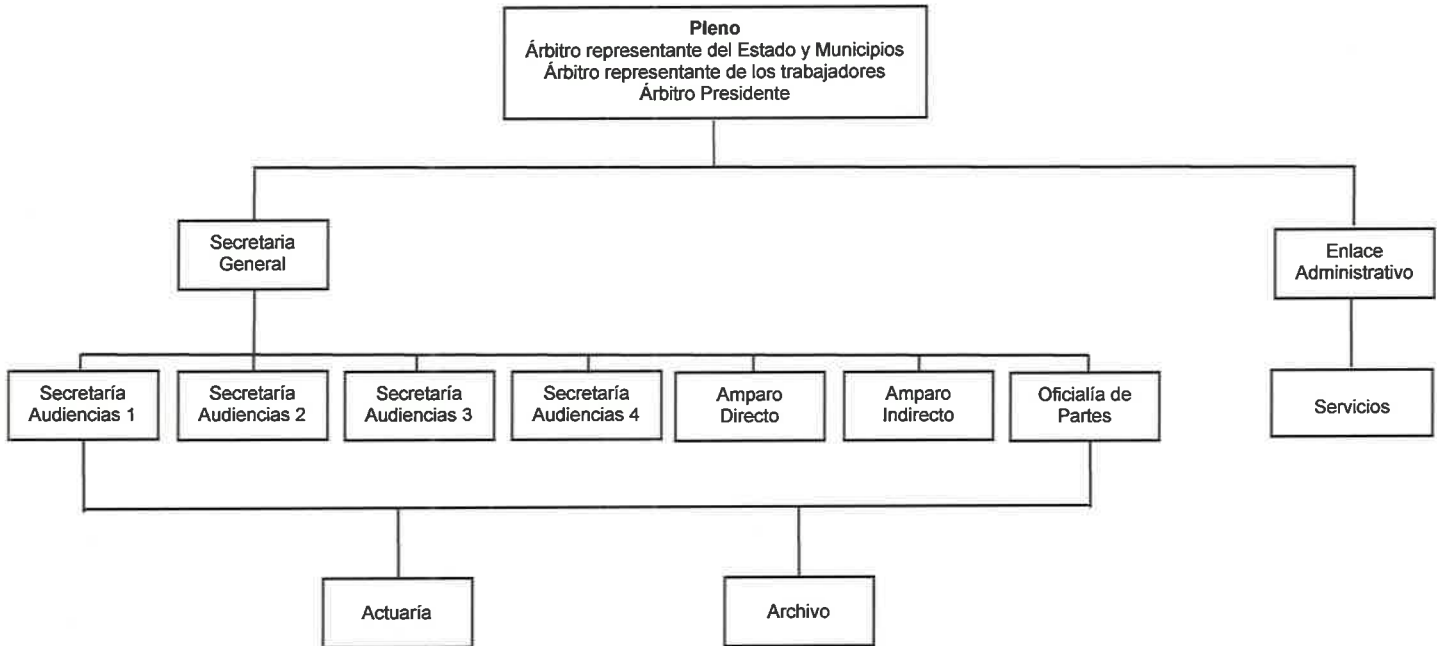 Pleno
Árbitro representante del Estado y Municipios
Árbitro representante de los trabajadores
Árbitro Presidente
Secretaria
General
Enlace
Administrativo
Secretaría
Audiencias 1
Secretaría
Audiencias 2
Secretaría
Audiencias 3
Secretaría
Audiencias 4
Amparo
Directo
Amparo
Indirecto
Oficialía de
Partes
Servicios
Actuaría
Archivo